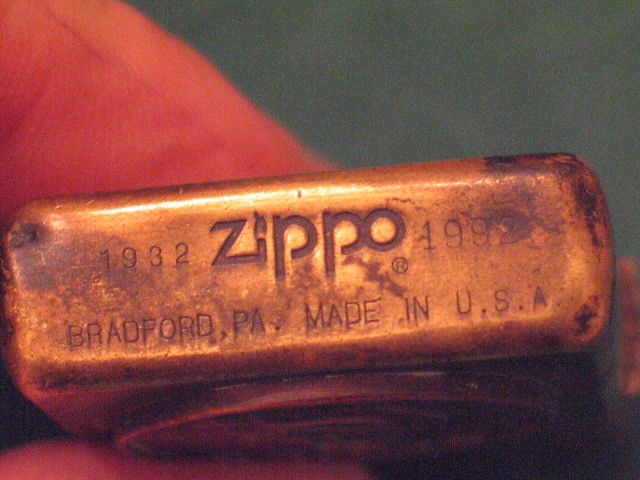 1932 Zippo ® 1992
BRADFORD, PA. MADE IN U.S.A.